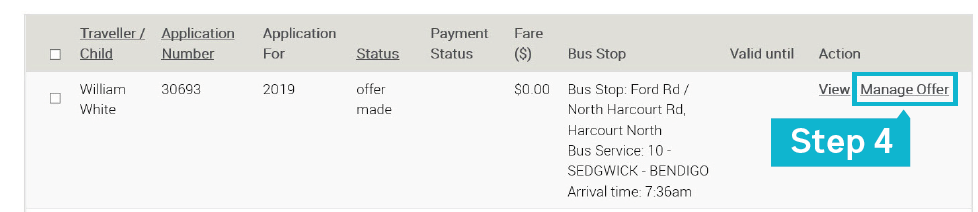 Traveller / Application Application Payment Fare
Child Number For Status Status ($) Bus Stop Valid until Action
William 30693 2019 offer $0.00 Bus Stop: Ford Rd / View Manage Offer
White made North Harcourt Rd,
Harcourt North
Bus Service: 10 -
SEDGWICK - BENDIGO
Arrival time: 7:36am
Step 4